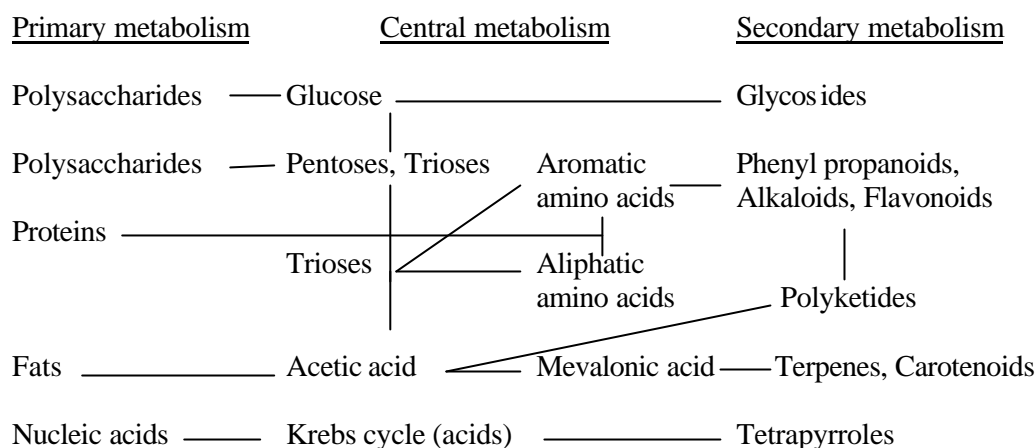 Primary metabolism Central metabolism Secondary metabolism
Polysaccharides Glucose Glycosides
Polysaccharides Pentoses, Trioses Aromatic amino acids Phenyl propanoids, Alkaloids, Flavonoids
Proteins
Trioses Aliphatic amino acids
Polyketides
Fats Acetic acid Mevalonic acid Terpenes, Carotenoids
Nucleic acids Krebs cycle (acids) Tetrapyrroles